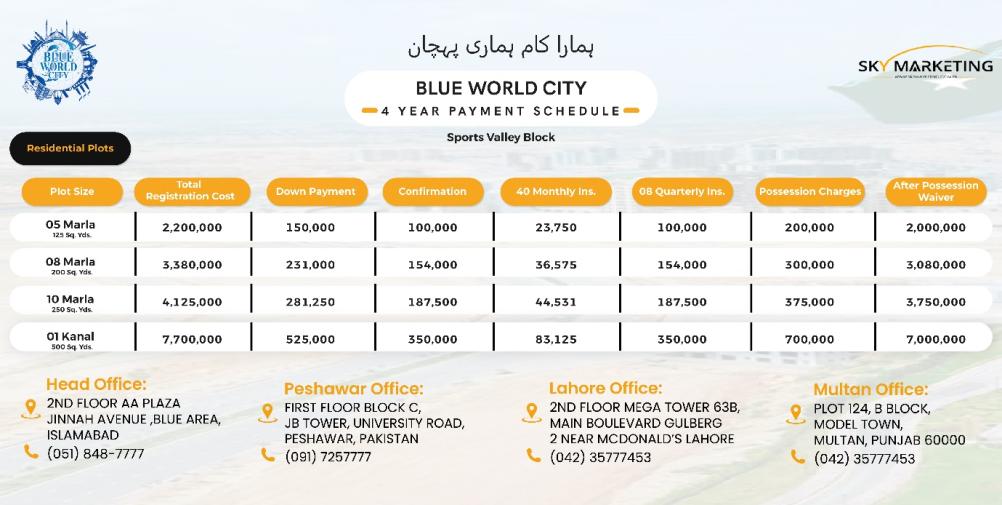 BLUE
WORLD
CITY
ہمارا کام ہماری پہچان
SKY MARKETING
BLUE WORLD CITY
4 YEAR PAYMENT SCHEDULE
Sports Valley Block
Residential Plots
Plot Size Total Registration Cost Down Payment Confirmation 40 Monthly Ins. 08 Quarterly Ins. Possession Charges After Possession Waiver
05 Marla 2,200,000 150,000 100,000 23,750 100,000 200,000 2,000,000
125 Sq. Yds.
08 Marla 3,380,000 231,000 154,000 36,575 154,000 300,000 3,080,000
200 Sq. Yds.
10 Marla 4,125,000 281,250 187,500 44,531 187,500 375,000 3,750,000
250 Sq. Yds.
01 Kanal 7,700,000 525,000 350,000 83,125 350,000 700,000 7,000,000
500 Sq. Yds.
Head Office:
2ND FLOOR AA PLAZA
JINNAH AVENUE ,BLUE AREA,
ISLAMABAD
(051) 848-7777
Peshawar Office:
FIRST FLOOR BLOCK C,
JB TOWER, UNIVERSITY ROAD,
PESHAWAR, PAKISTAN
(091) 7257777
Lahore Office:
2ND FLOOR MEGA TOWER 63B,
MAIN BOULEVARD GULBERG
2 NEAR MCDONALD'S LAHORE
(042) 35777453
Multan Office:
PLOT 124, B BLOCK,
MODEL TOWN,
MULTAN, PUNJAB 60000
(042) 35777453